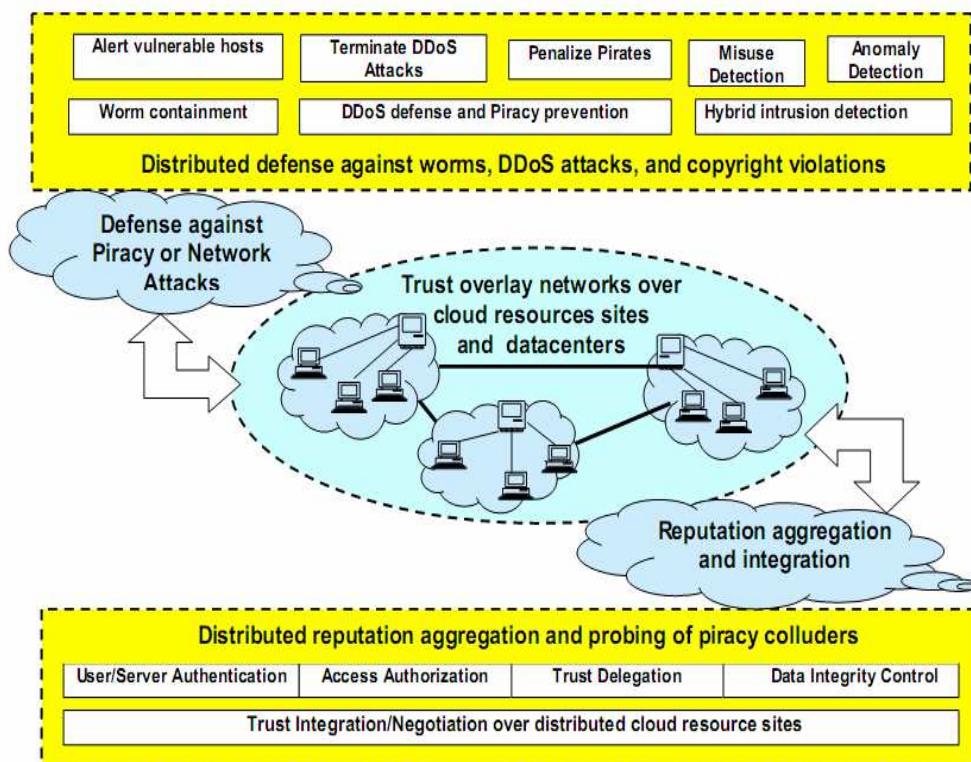 Alert vulnerable hosts
Terminate DDoS
Attacks
Penalize Pirates
Misuse
Detection
Anomaly
Detection
Worm containment
DDoS defense and Piracy prevention
Hybrid intrusion detection
Distributed defense against worms, DDoS attacks, and copyright violations
Defense against
Piracy or Network
Attacks
Trust overlay networks over
cloud resources sites
and datacenters
Reputation aggregation
and integration
Distributed reputation aggregation and probing of piracy colluders
User/Server Authentication
Access Authorization
Trust Delegation
Data Integrity Control
Trust Integration/Negotiation over distributed cloud resource sites